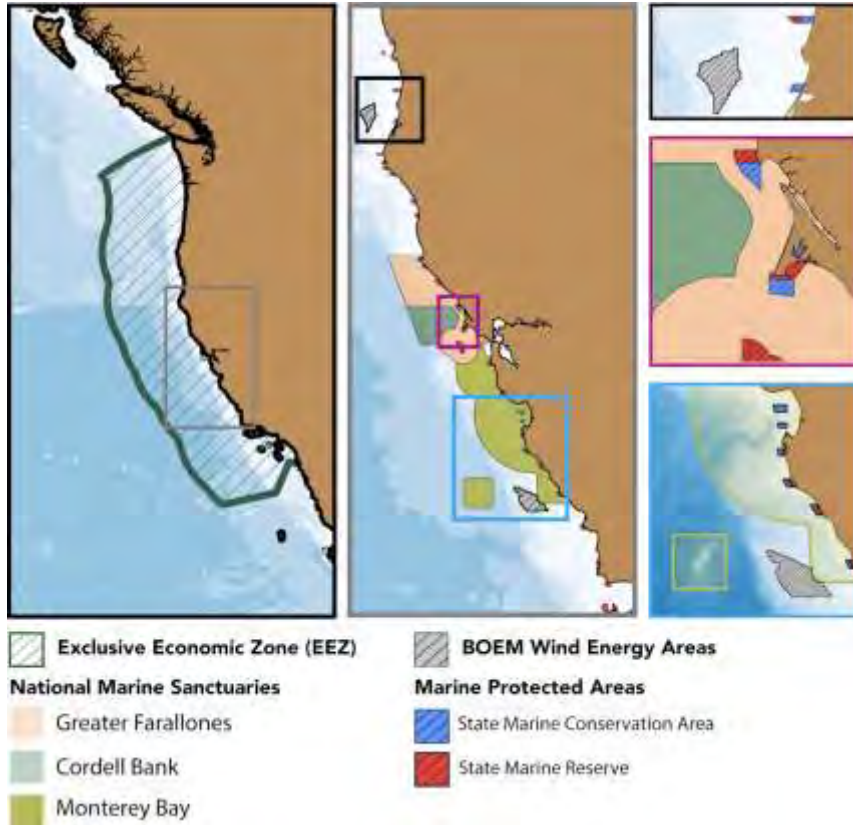 Exclusive Economic Zone (EEZ)
National Marine Sanctuaries
Greater Farallones
Cordell Bank
Monterey Bay
BOEM Wind Energy Areas
Marine Protected Areas
State Marine Conservation Area
State Marine Reserve